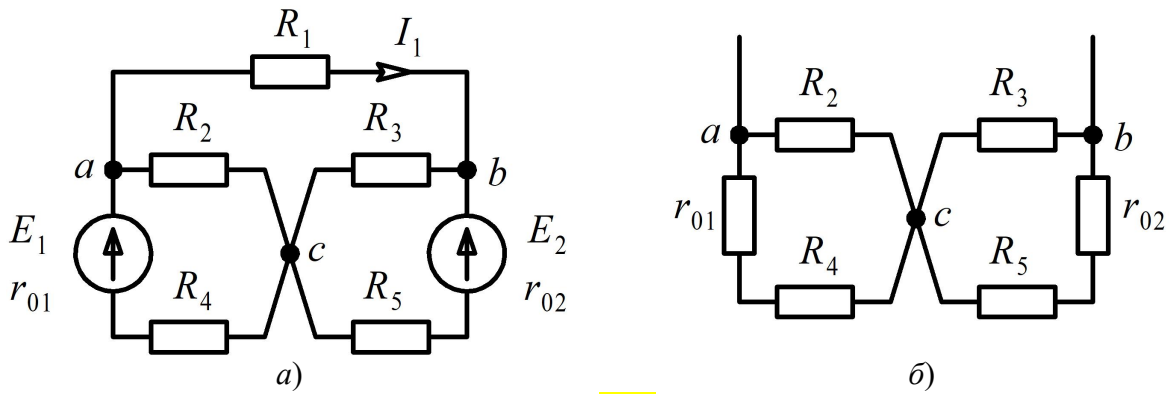 R₁ I₁
R₂ R₃ R₂ R₃
a b a b
E₁ E₂ r₀₁ c r₀₂
c
r₀₁ R₄ R₅ r₀₂ R₄ R₅
а) б)